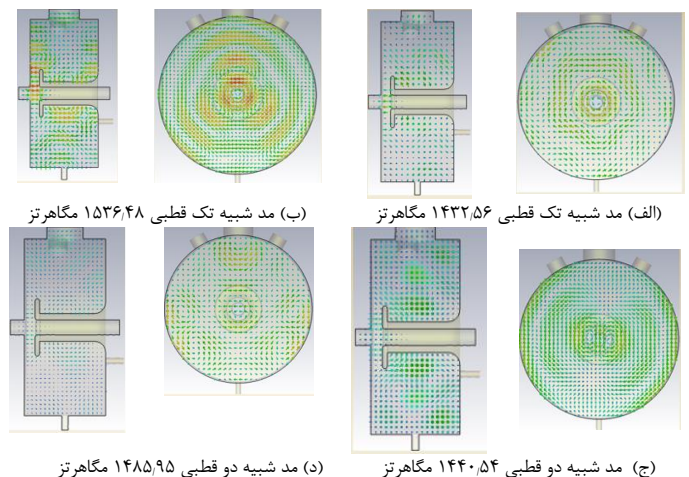 (الف) مد شبیه تک قطبی ۱۴۳۲٫۵۶ مگاهرتز
(ب) مد شبیه تک قطبی ۱۵۳۶٫۴۸ مگاهرتز
(ج) مد شبیه دو قطبی ۱۴۴۰٫۵۴ مگاهرتز
(د) مد شبیه دو قطبی ۱۴۸۵٫۹۵ مگاهرتز